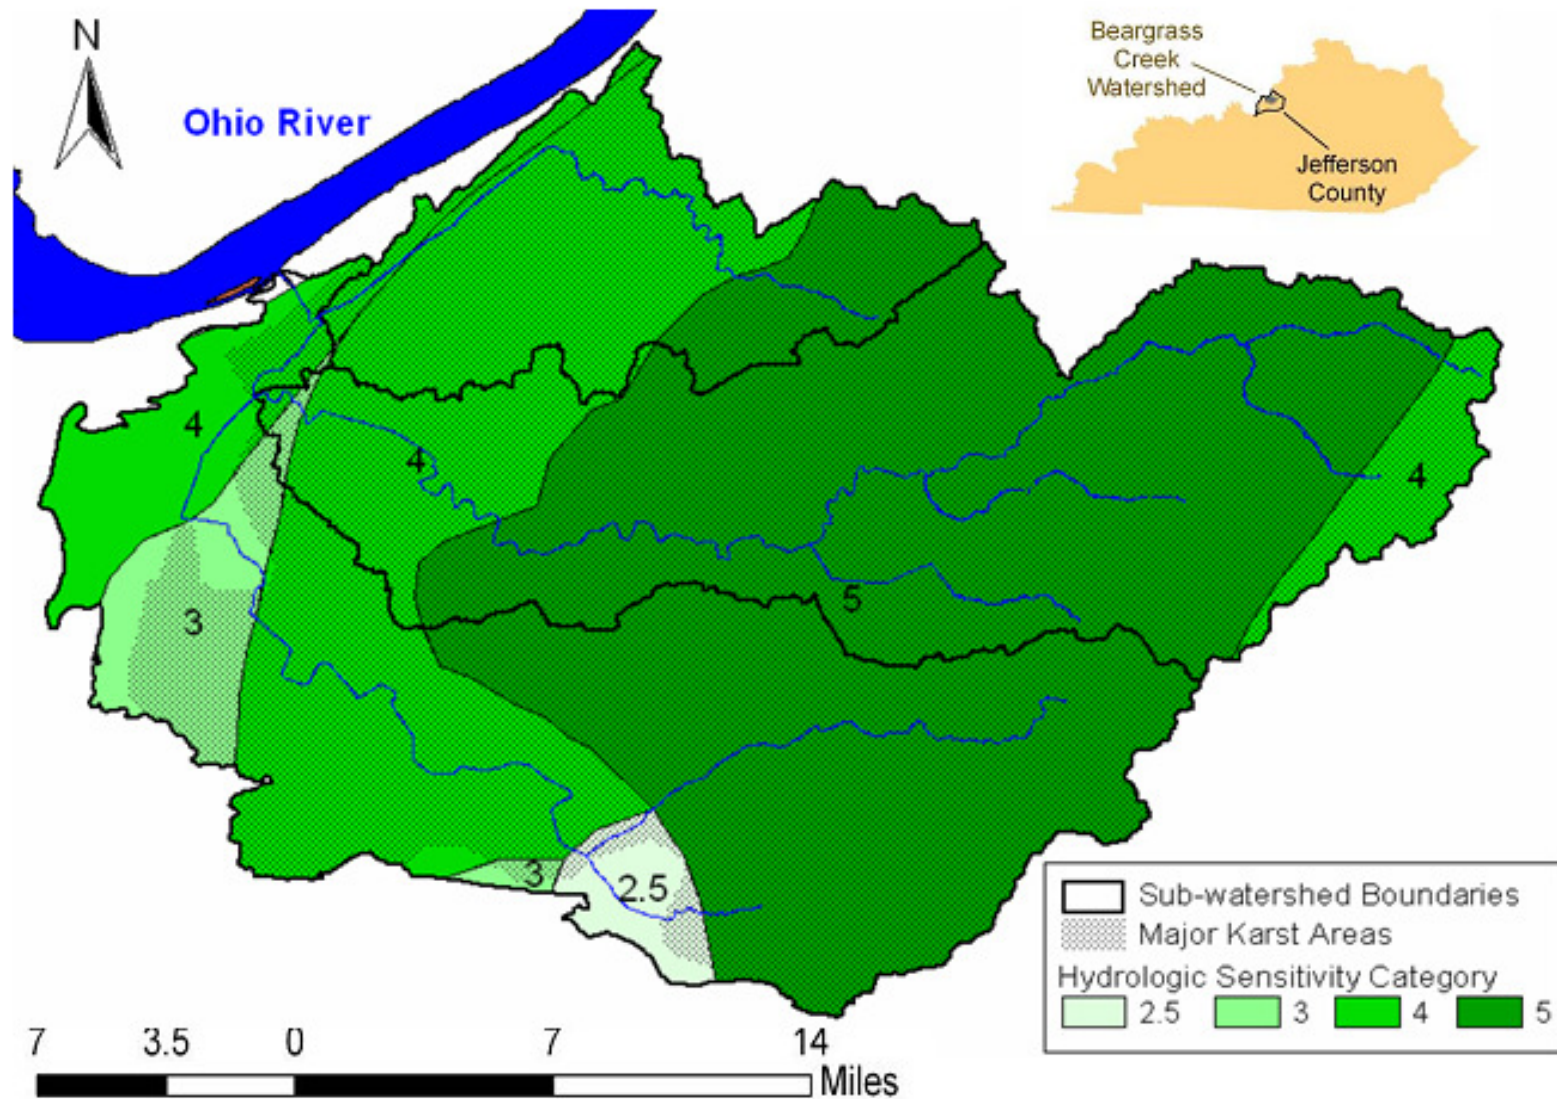 N
Ohio River
Beargrass
Creek
Watershed
Jefferson
County
4
4
4
3
5
3
2.5
Sub-watershed Boundaries
Major Karst Areas
Hydrologic Sensitivity Category
2.5 3 4 5
7 3.5 0 7 14
Miles